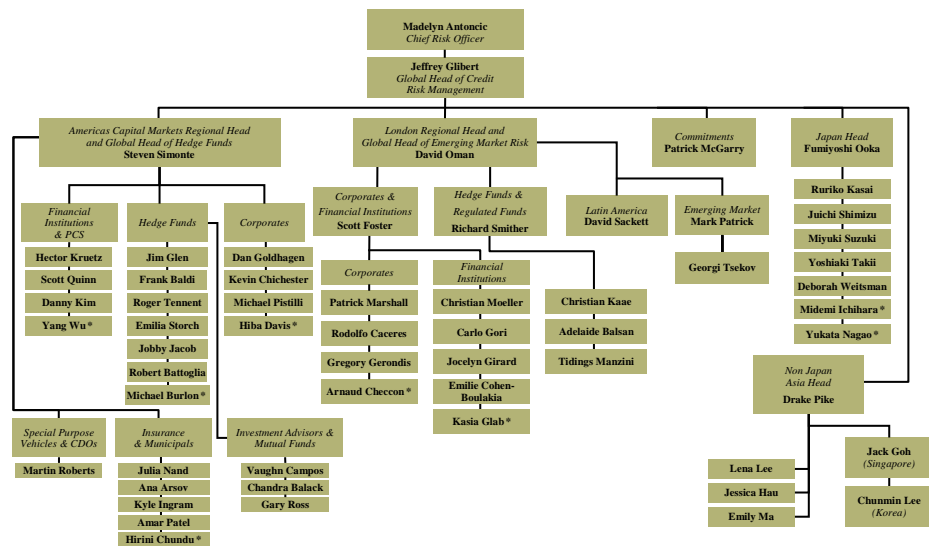 Madelyn Antoncic
Chief Risk Officer
Jeffrey Glibert
Global Head of Credit
Risk Management
Americas Capital Markets Regional Head
and Global Head of Hedge Funds
Steven Simonte
London Regional Head and
Global Head of Emerging Market Risk
David Oman
Commitments
Patrick McGarry
Japan Head
Fumiyoshi Ooka
Financial
Institutions
& PCS
Hector Kruetz
Scott Quinn
Danny Kim
Yang Wu *
Hedge Funds
Jim Glen
Frank Baldi
Roger Tennent
Emilia Storch
Jobby Jacob
Robert Battoglia
Michael Burlon *
Corporates
Dan Goldhagen
Kevin Chichester
Michael Pistilli
Hiba Davis *
Corporates &
Financial Institutions
Scott Foster
Hedge Funds &
Regulated Funds
Richard Smither
Latin America
David Sackett
Emerging Market
Mark Patrick
Georgi Tsekov
Ruriko Kasai
Juichi Shimizu
Miyuki Suzuki
Yoshiaki Takii
Deborah Weitsman
Midemi Ichihara *
Yukata Nagao *
Corporates
Patrick Marshall
Rodolfo Caceres
Gregory Gerondis
Arnaud Checcon *
Financial
Institutions
Christian Moeller
Carlo Gori
Jocelyn Girard
Emilie Cohen-
Boulakia
Kasia Glab *
Christian Kaae
Adelaide Balsan
Tidings Manzini
Non Japan
Asia Head
Drake Pike
Special Purpose
Vehicles & CDOs
Martin Roberts
Insurance
& Municipals
Julia Nand
Ana Arsov
Kyle Ingram
Amar Patel
Hirini Chundu *
Investment Advisors &
Mutual Funds
Vaughn Campos
Chandra Balack
Gary Ross
Lena Lee
Jessica Hau
Emily Ma
Jack Goh
(Singapore)
Chunmin Lee
(Korea)